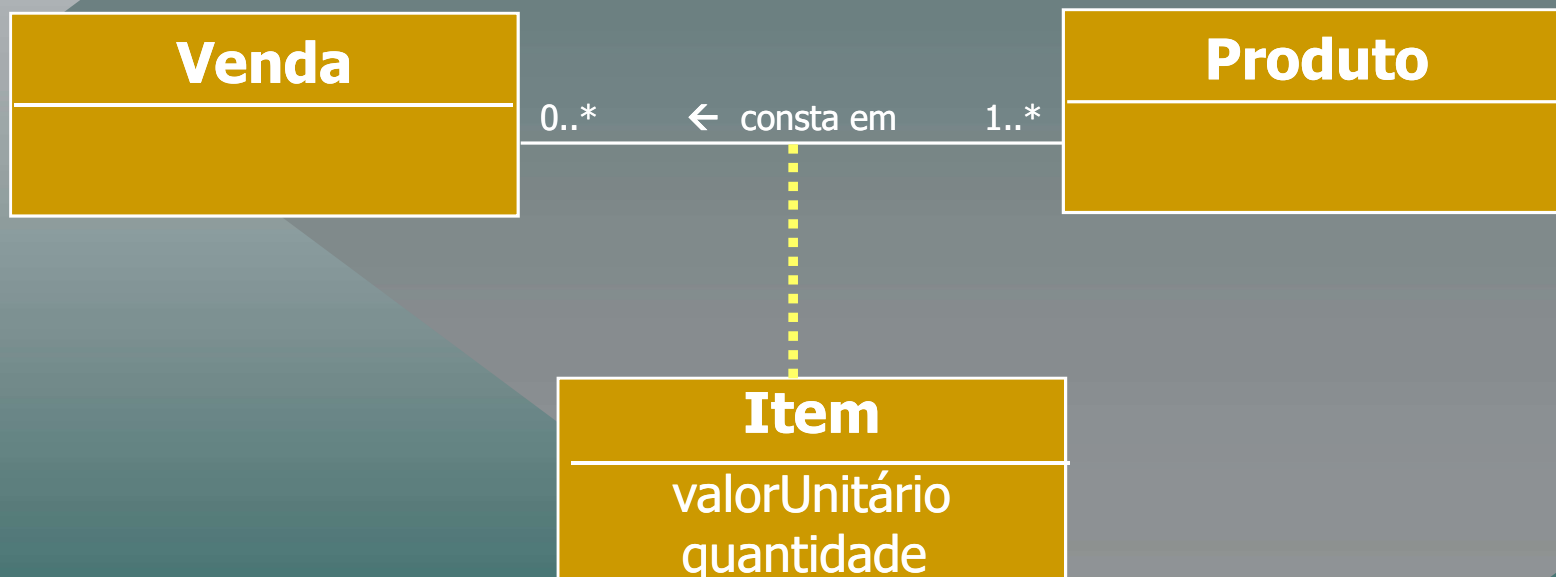 Venda
Produto
0..* ← consta em 1..*
Item
valorUnitário
quantidade